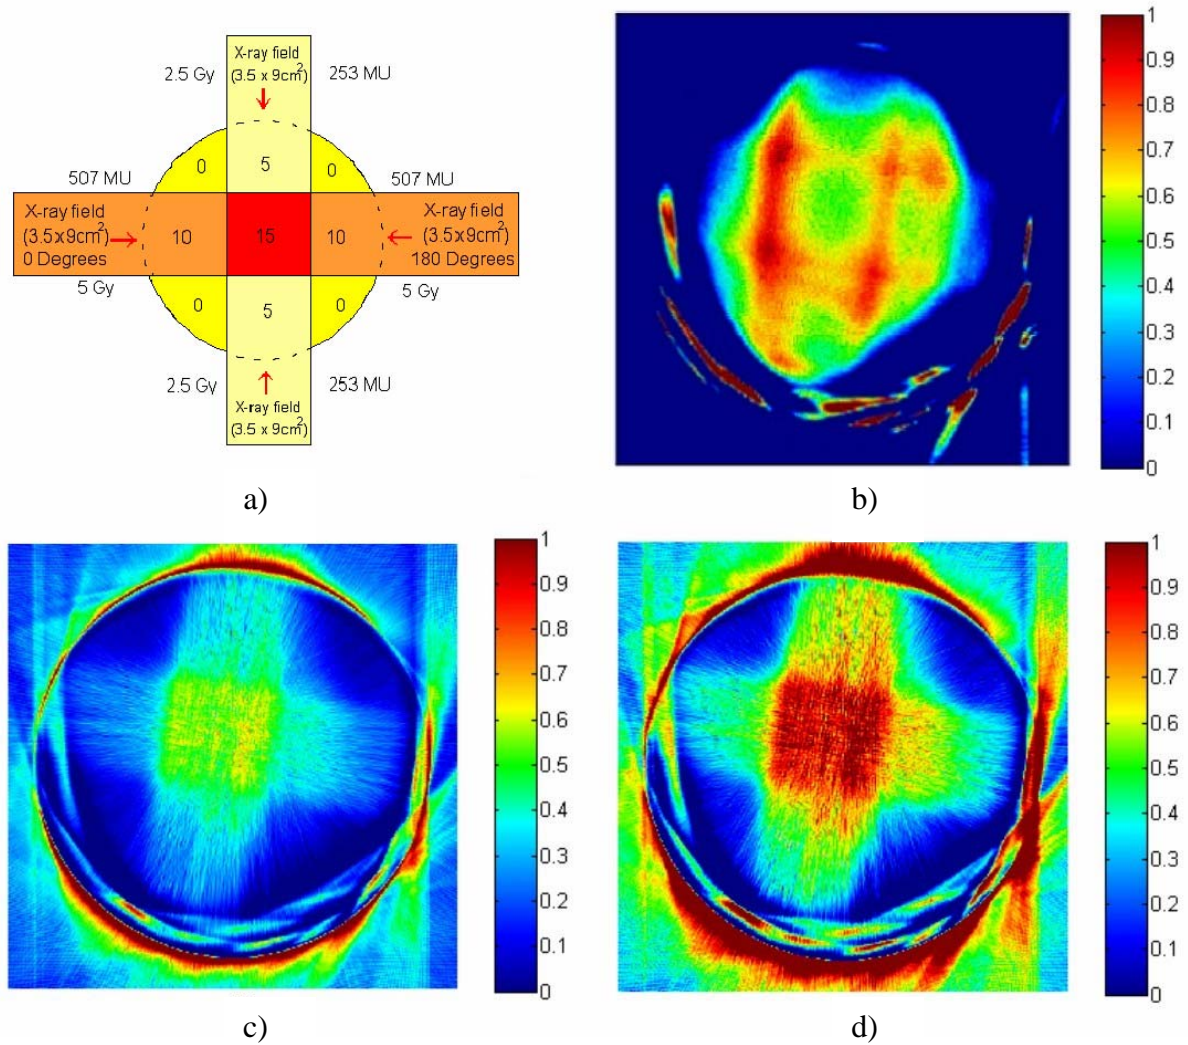 X-ray field
(3.5 x 9cm²)
2.5 Gy
253 MU
0
5
0
507 MU
507 MU
X-ray field
(3.5x9cm²)
0 Degrees
10
15
10
X-ray field
(3.5x9cm²)
180 Degrees
5 Gy
5 Gy
0
5
0
2.5 Gy
253 MU
X-ray field
(3.5 x 9cm²)
a)
1
0.9
0.8
0.7
0.6
0.5
0.4
0.3
0.2
0.1
0
b)
1
0.9
0.8
0.7
0.6
0.5
0.4
0.3
0.2
0.1
0
c)
1
0.9
0.8
0.7
0.6
0.5
0.4
0.3
0.2
0.1
0
d)